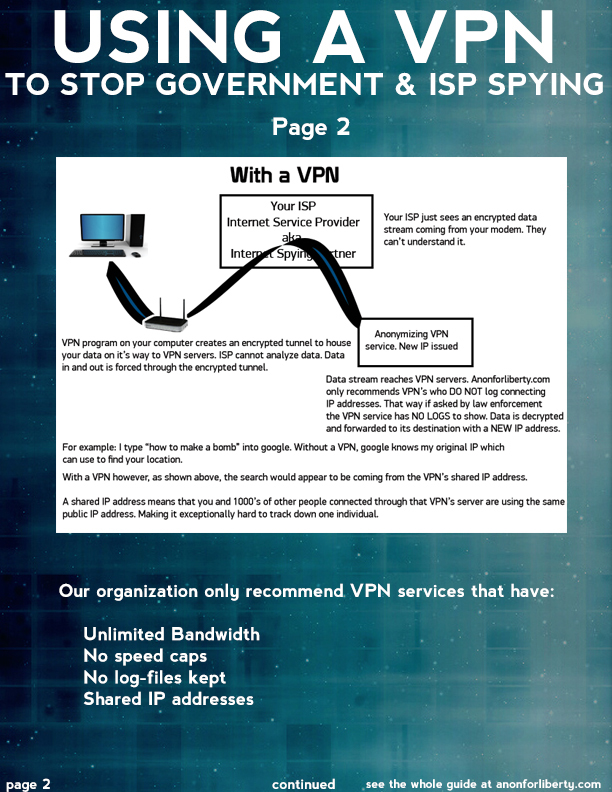 USING A VPN
TO STOP GOVERNMENT & ISP SPYING
Page 2
With a VPN
Your ISP
Internet Service Provider
aka
Internet Spying Partner
Your ISP just sees an encrypted data
stream coming from your modem. They
can't understand it.
Anonymizing VPN
service. New IP issued
VPN program on your computer creates an encrypted tunnel to house
your data on it's way to VPN servers. ISP cannot analyze data. Data
in and out is forced through the encrypted tunnel.
Data stream reaches VPN servers. Anonforliberty.com
only recommends VPN's who DO NOT log connecting
IP addresses. That way if asked by law enforcement
the VPN service has NO LOGS to show. Data is decrypted
and forwarded to its destination with a NEW IP address.
For example: I type "how to make a bomb" into google. Without a VPN, google knows my original IP which
can use to find your location.
With a VPN however, as shown above, the search would appear to be coming from the VPN's shared IP address.
A shared IP address means that you and 1000's of other people connected through that VPN's server are using the same
public IP address. Making it exceptionally hard to track down one individual.
Our organization only recommend VPN services that have:
Unlimited Bandwidth
No speed caps
No log-files kept
Shared IP addresses
page 2
continued
see the whole guide at anonforliberty.com